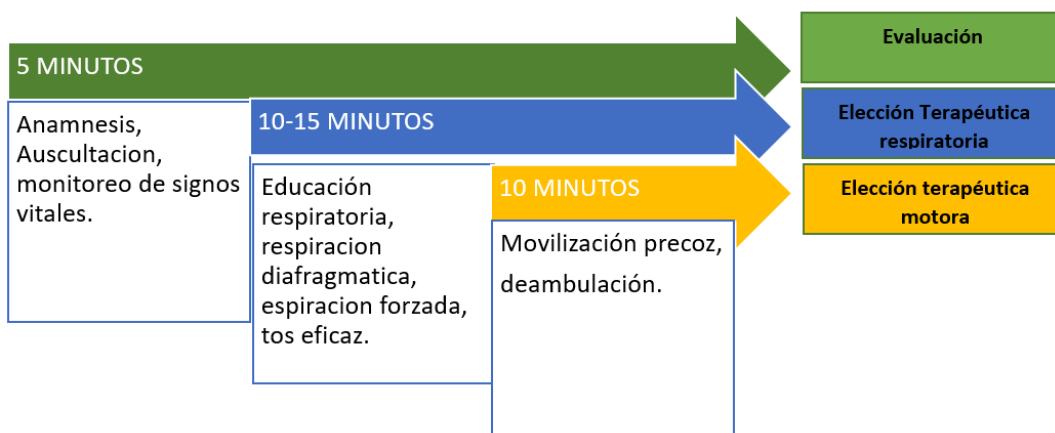 5 MINUTOS
Anamnesis,
Auscultacion,
monitoreo de signos
vitales.
10-15 MINUTOS
Educación
respiratoria,
respiracion
diafragmatica,
espiracion forzada,
tos eficaz.
10 MINUTOS
Movilización precoz,
deambulación.
Evaluación
Elección Terapéutica
respiratoria
Elección terapéutica
motora